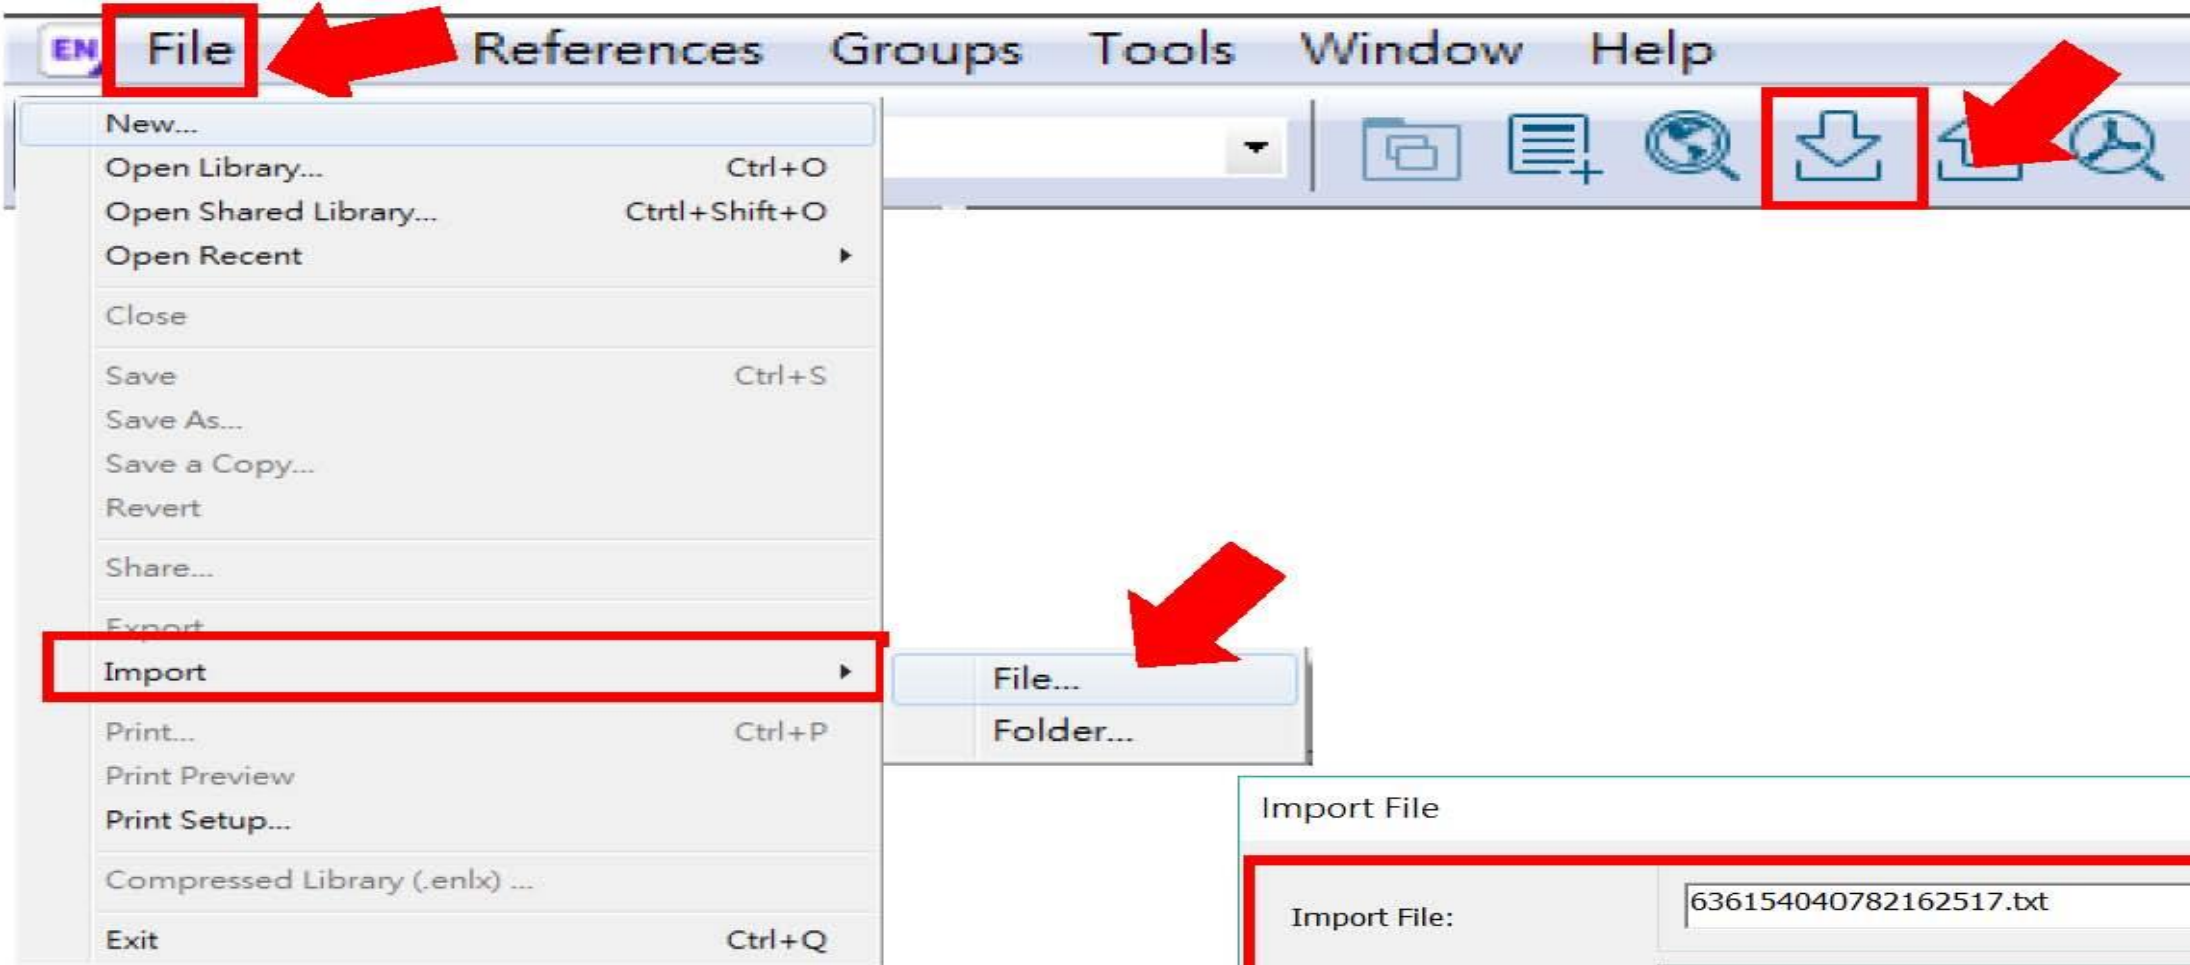 EN File References Groups Tools Window Help
New...
Open Library... Ctrl+O
Open Shared Library... Ctrtl+Shift+O
Open Recent
Close
Save Ctrl+S
Save As...
Save a Copy...
Revert
Share...
Export
Import
File...
Folder...
Print... Ctrl+P
Print Preview
Print Setup...
Compressed Library (.enlx) ...
Exit Ctrl+Q
Import File
Import File: 636154040782162517.txt